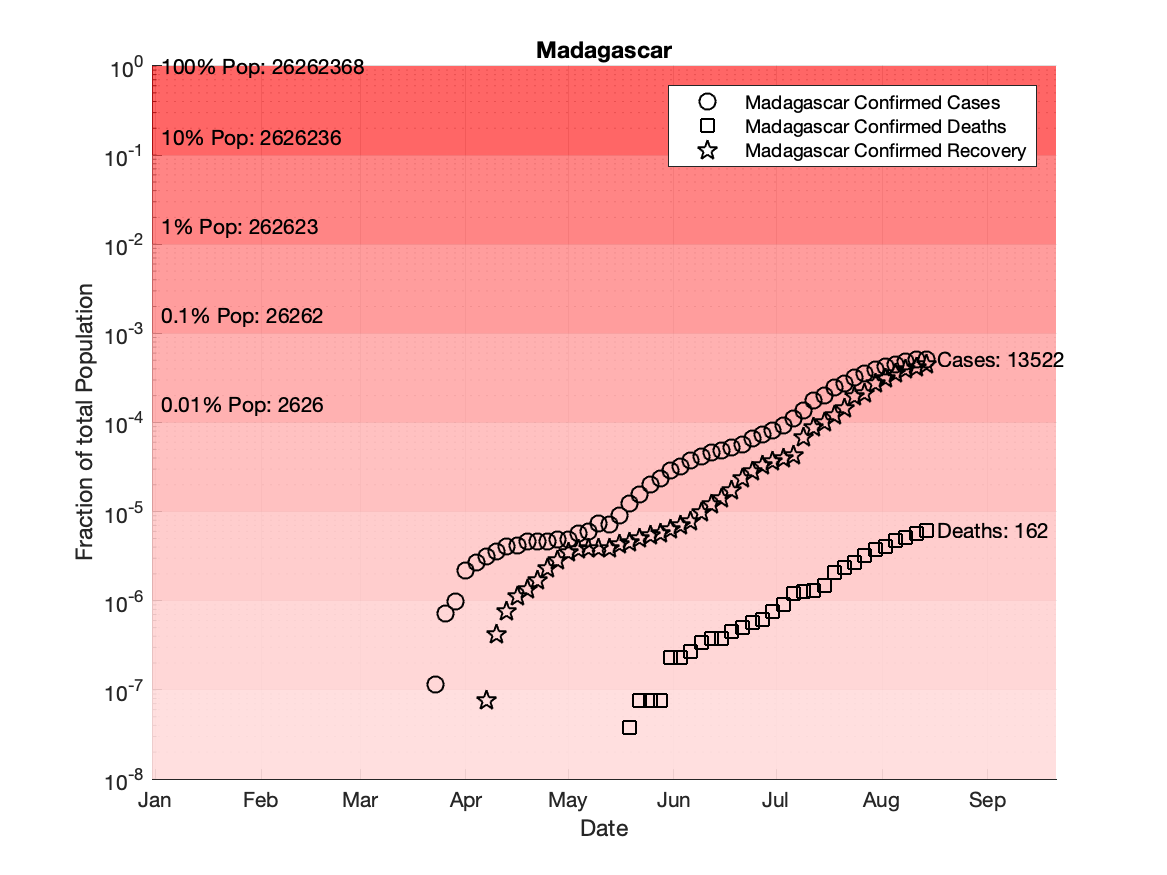 Madagascar
10^0
10^-1
10^-2
10^-3
10^-4
10^-5
10^-6
10^-7
10^-8
Fraction of total Population
100% Pop: 26262368
10% Pop: 2626236
1% Pop: 262623
0.1% Pop: 26262
0.01% Pop: 2626
Madagascar Confirmed Cases
Madagascar Confirmed Deaths
Madagascar Confirmed Recovery
Cases: 13522
Deaths: 162
Jan Feb Mar Apr May Jun Jul Aug Sep
Date